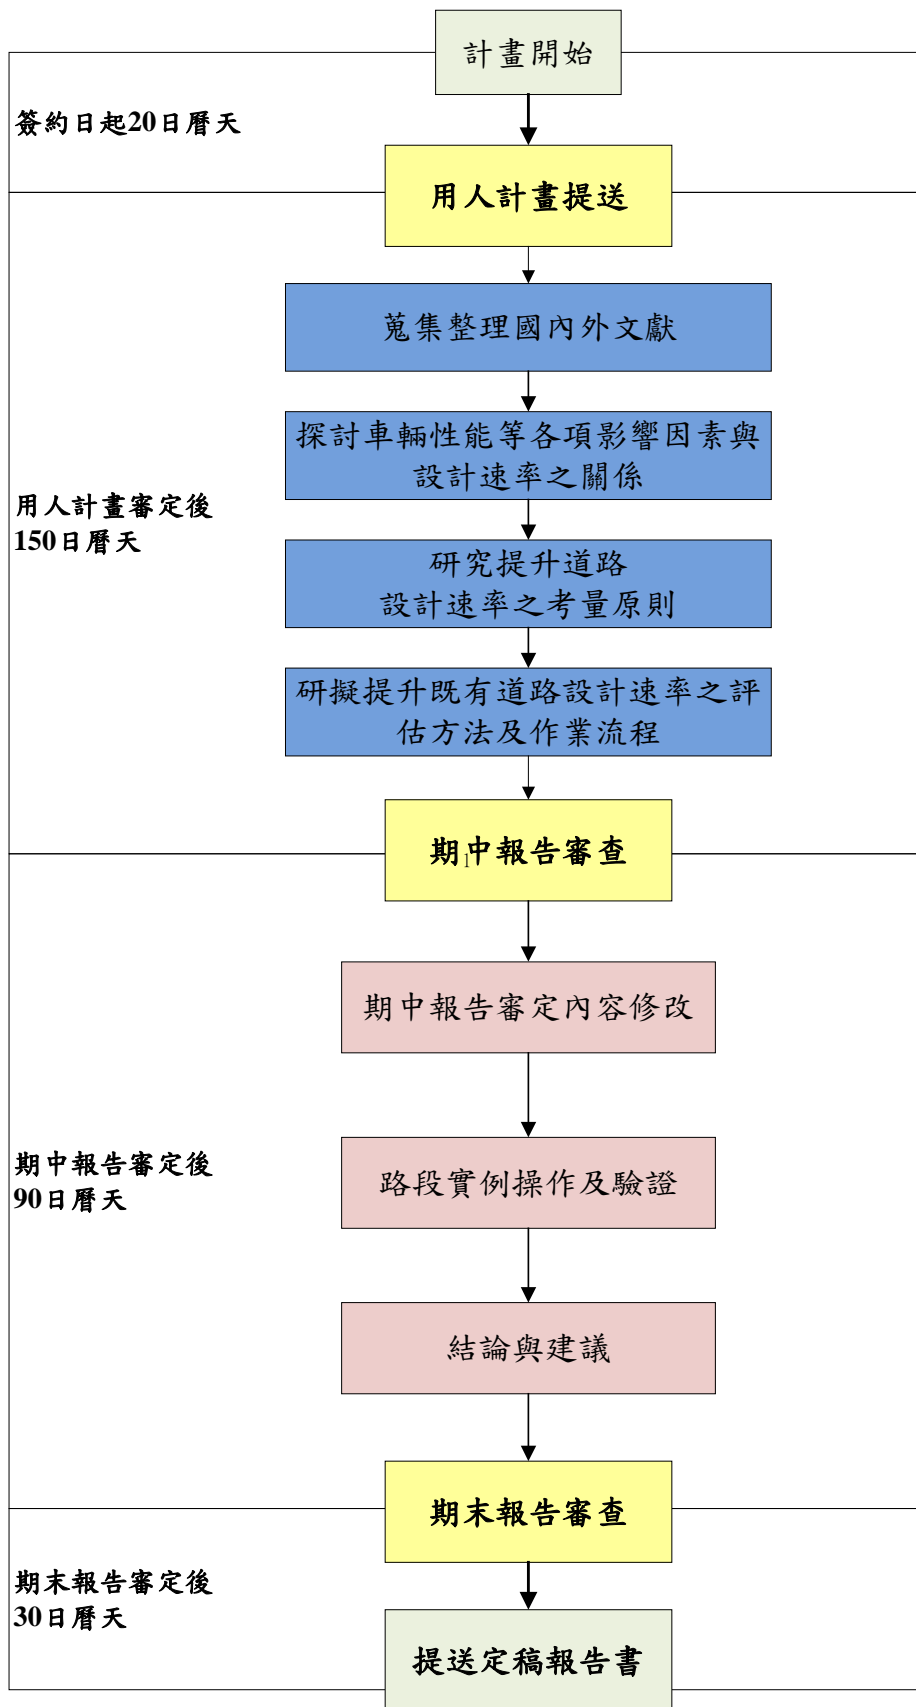 計畫開始
簽約日起20日曆天
用人計畫提送
蒐集整理國內外文獻
探討車輛性能等各項影響因素與
設計速率之關係
用人計畫審定後
150日曆天
研究提升道路
設計速率之考量原則
研擬提升既有道路設計速率之評
估方法及作業流程
期中報告審查
1
期中報告審定內容修改
期中報告審定後
90日曆天
路段實例操作及驗證
結論與建議
期末報告審查
期末報告審定後
30日曆天
提送定稿報告書